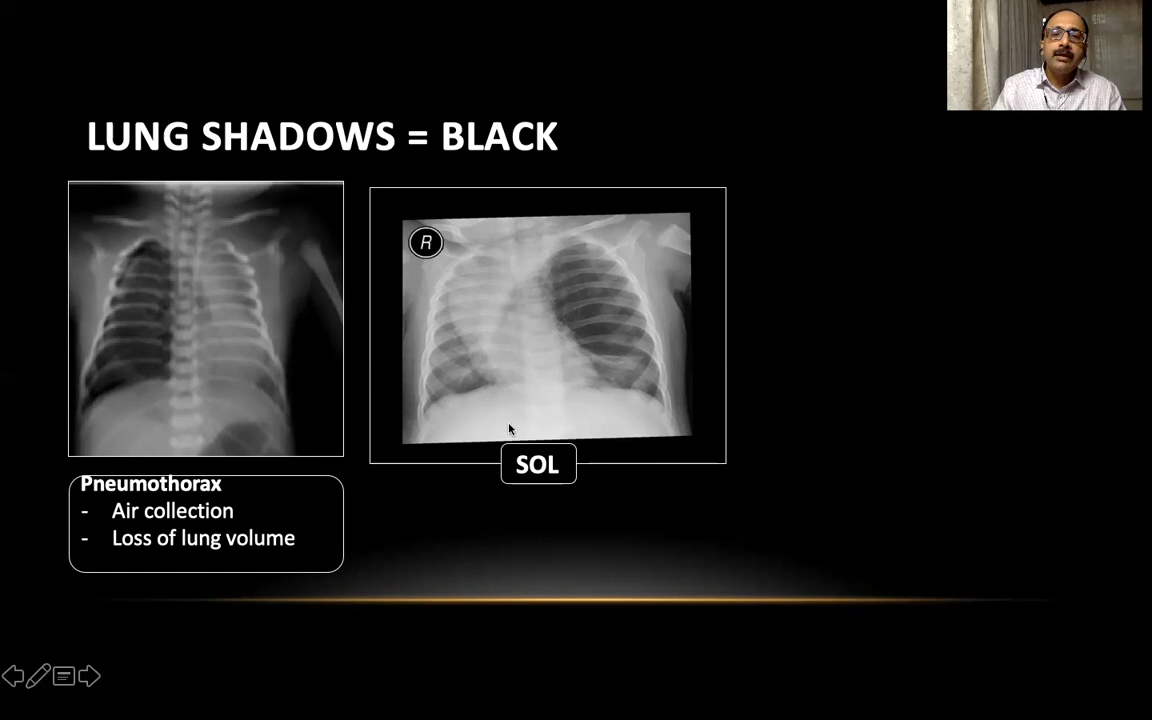 LUNG SHADOWS = BLACK
R
SOL
Pneumothorax
- Air collection
- Loss of lung volume